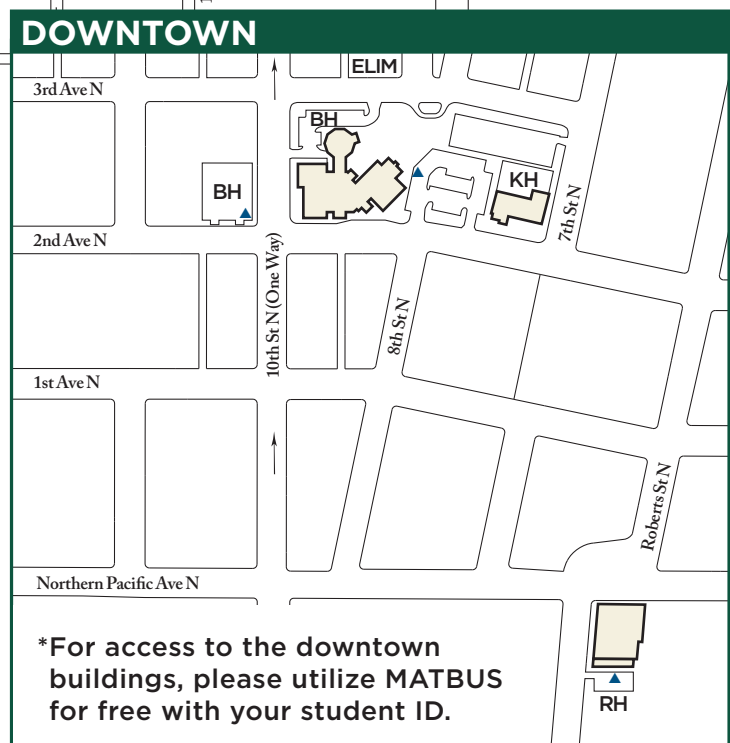 DOWNTOWN
ELIM
3rd Ave N
BH
BH
KH
7th St N
2nd Ave N
10th St N (One Way)
8th St N
1st Ave N
Roberts St N
Northern Pacific Ave N
*For access to the downtown
buildings, please utilize MATBUS
for free with your student ID.
RH